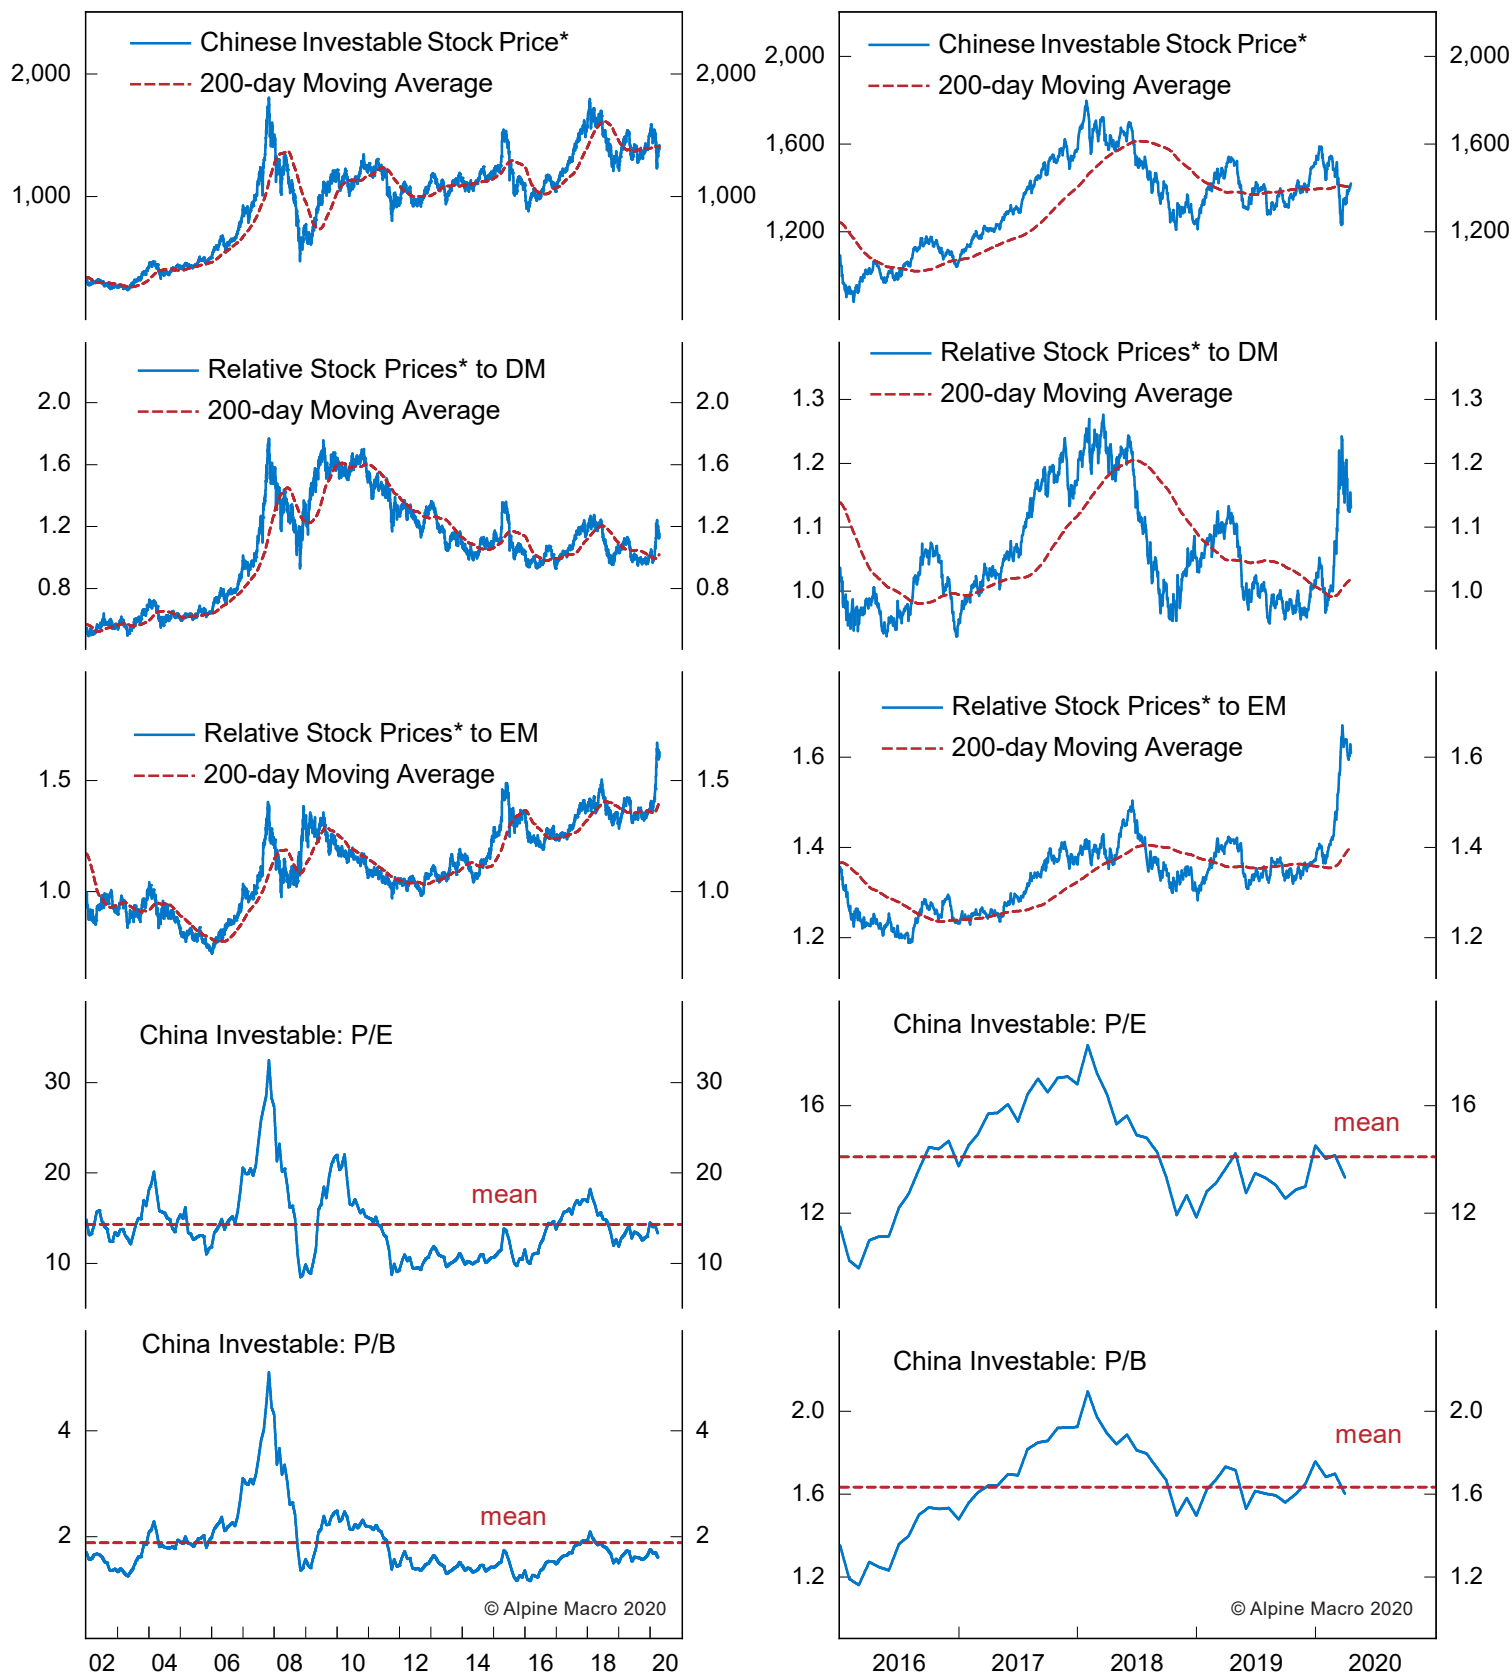 Chinese Investable Stock Price*
200-day Moving Average
2,000 2,000
1,000 1,000
Relative Stock Prices* to DM
200-day Moving Average
2.0 2.0
1.6 1.6
1.2 1.2
0.8 0.8
Relative Stock Prices* to EM
200-day Moving Average
1.5 1.5
1.0 1.0
China Investable: P/E
30 30
20 20
mean
10 10
China Investable: P/B
4 4
mean
2 2
© Alpine Macro 2020
02 04 06 08 10 12 14 16 18 20
Chinese Investable Stock Price*
2,000 2,000
200-day Moving Average
1,600 1,600
1,200 1,200
Relative Stock Prices* to DM
200-day Moving Average
1.3 1.3
1.2 1.2
1.1 1.1
1.0 1.0
Relative Stock Prices* to EM
200-day Moving Average
1.6 1.6
1.4 1.4
1.2 1.2
China Investable: P/E
16 16
mean
12 12
China Investable: P/B
2.0 2.0
mean
1.6 1.6
1.2 1.2
© Alpine Macro 2020
2016 2017 2018 2019 2020